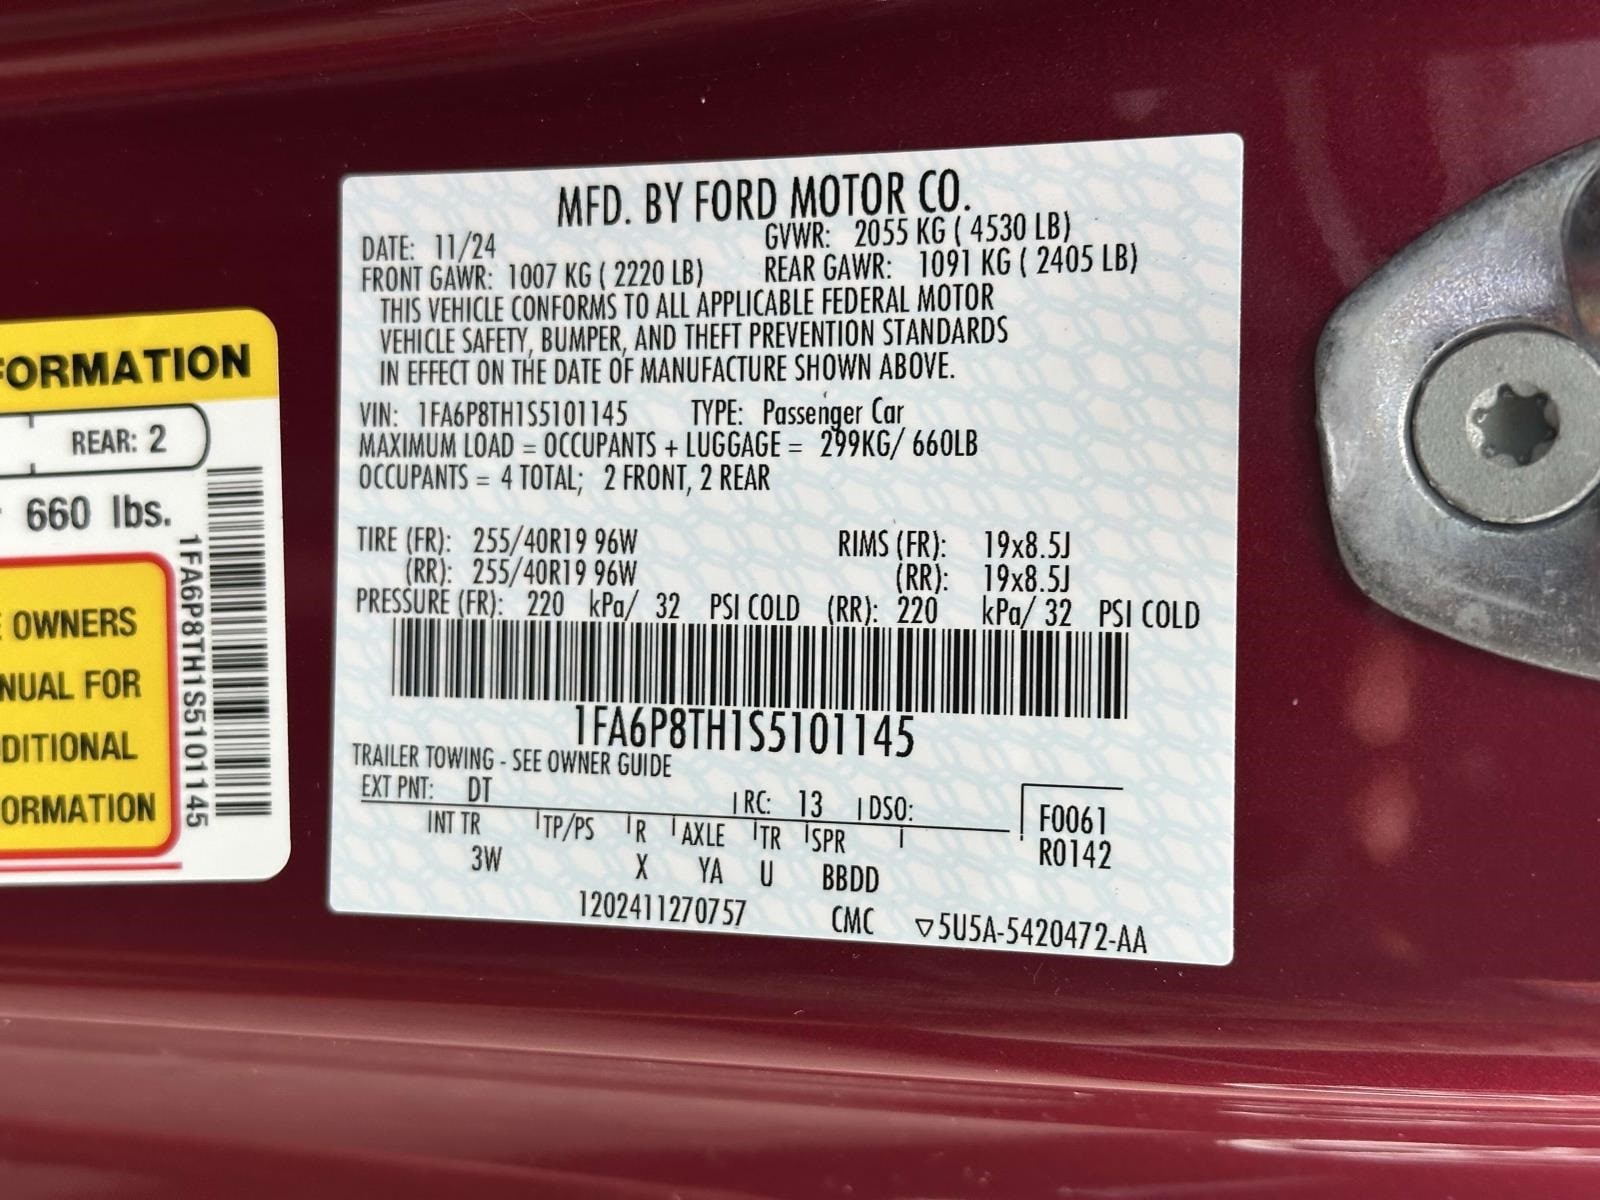 FORMATION
REAR: 2
660 lbs.
OWNERS
NUAL FOR
DITIONAL
ORMATION
1FA6P8TH1S5101145
MFD. BY FORD MOTOR CO.
DATE: 11/24 GVWR: 2055 KG ( 4530 LB)
FRONT GAWR: 1007 KG ( 2220 LB) REAR GAWR: 1091 KG ( 2405 LB)
THIS VEHICLE CONFORMS TO ALL APPLICABLE FEDERAL MOTOR
VEHICLE SAFETY, BUMPER, AND THEFT PREVENTION STANDARDS
IN EFFECT ON THE DATE OF MANUFACTURE SHOWN ABOVE.
VIN: 1FA6P8TH1S5101145 TYPE: Passenger Car
MAXIMUM LOAD = OCCUPANTS + LUGGAGE = 299KG/ 660LB
OCCUPANTS = 4 TOTAL; 2 FRONT, 2 REAR
TIRE (FR): 255/40R19 96W RIMS (FR): 19x8.5J
(RR): 255/40R19 96W (RR): 19x8.5J
PRESSURE (FR): 220 kPa/ 32 PSI COLD (RR): 220 kPa/ 32 PSI COLD
1FA6P8TH1S5101145
TRAILER TOWING - SEE OWNER GUIDE
EXT PNT: DT RC: 13 DSO: F0061
INT TR TP/PS R AXLE TR SPR R0142
3W X YA U BBDD
1202411270757 CMC ▽5U5A-5420472-AA